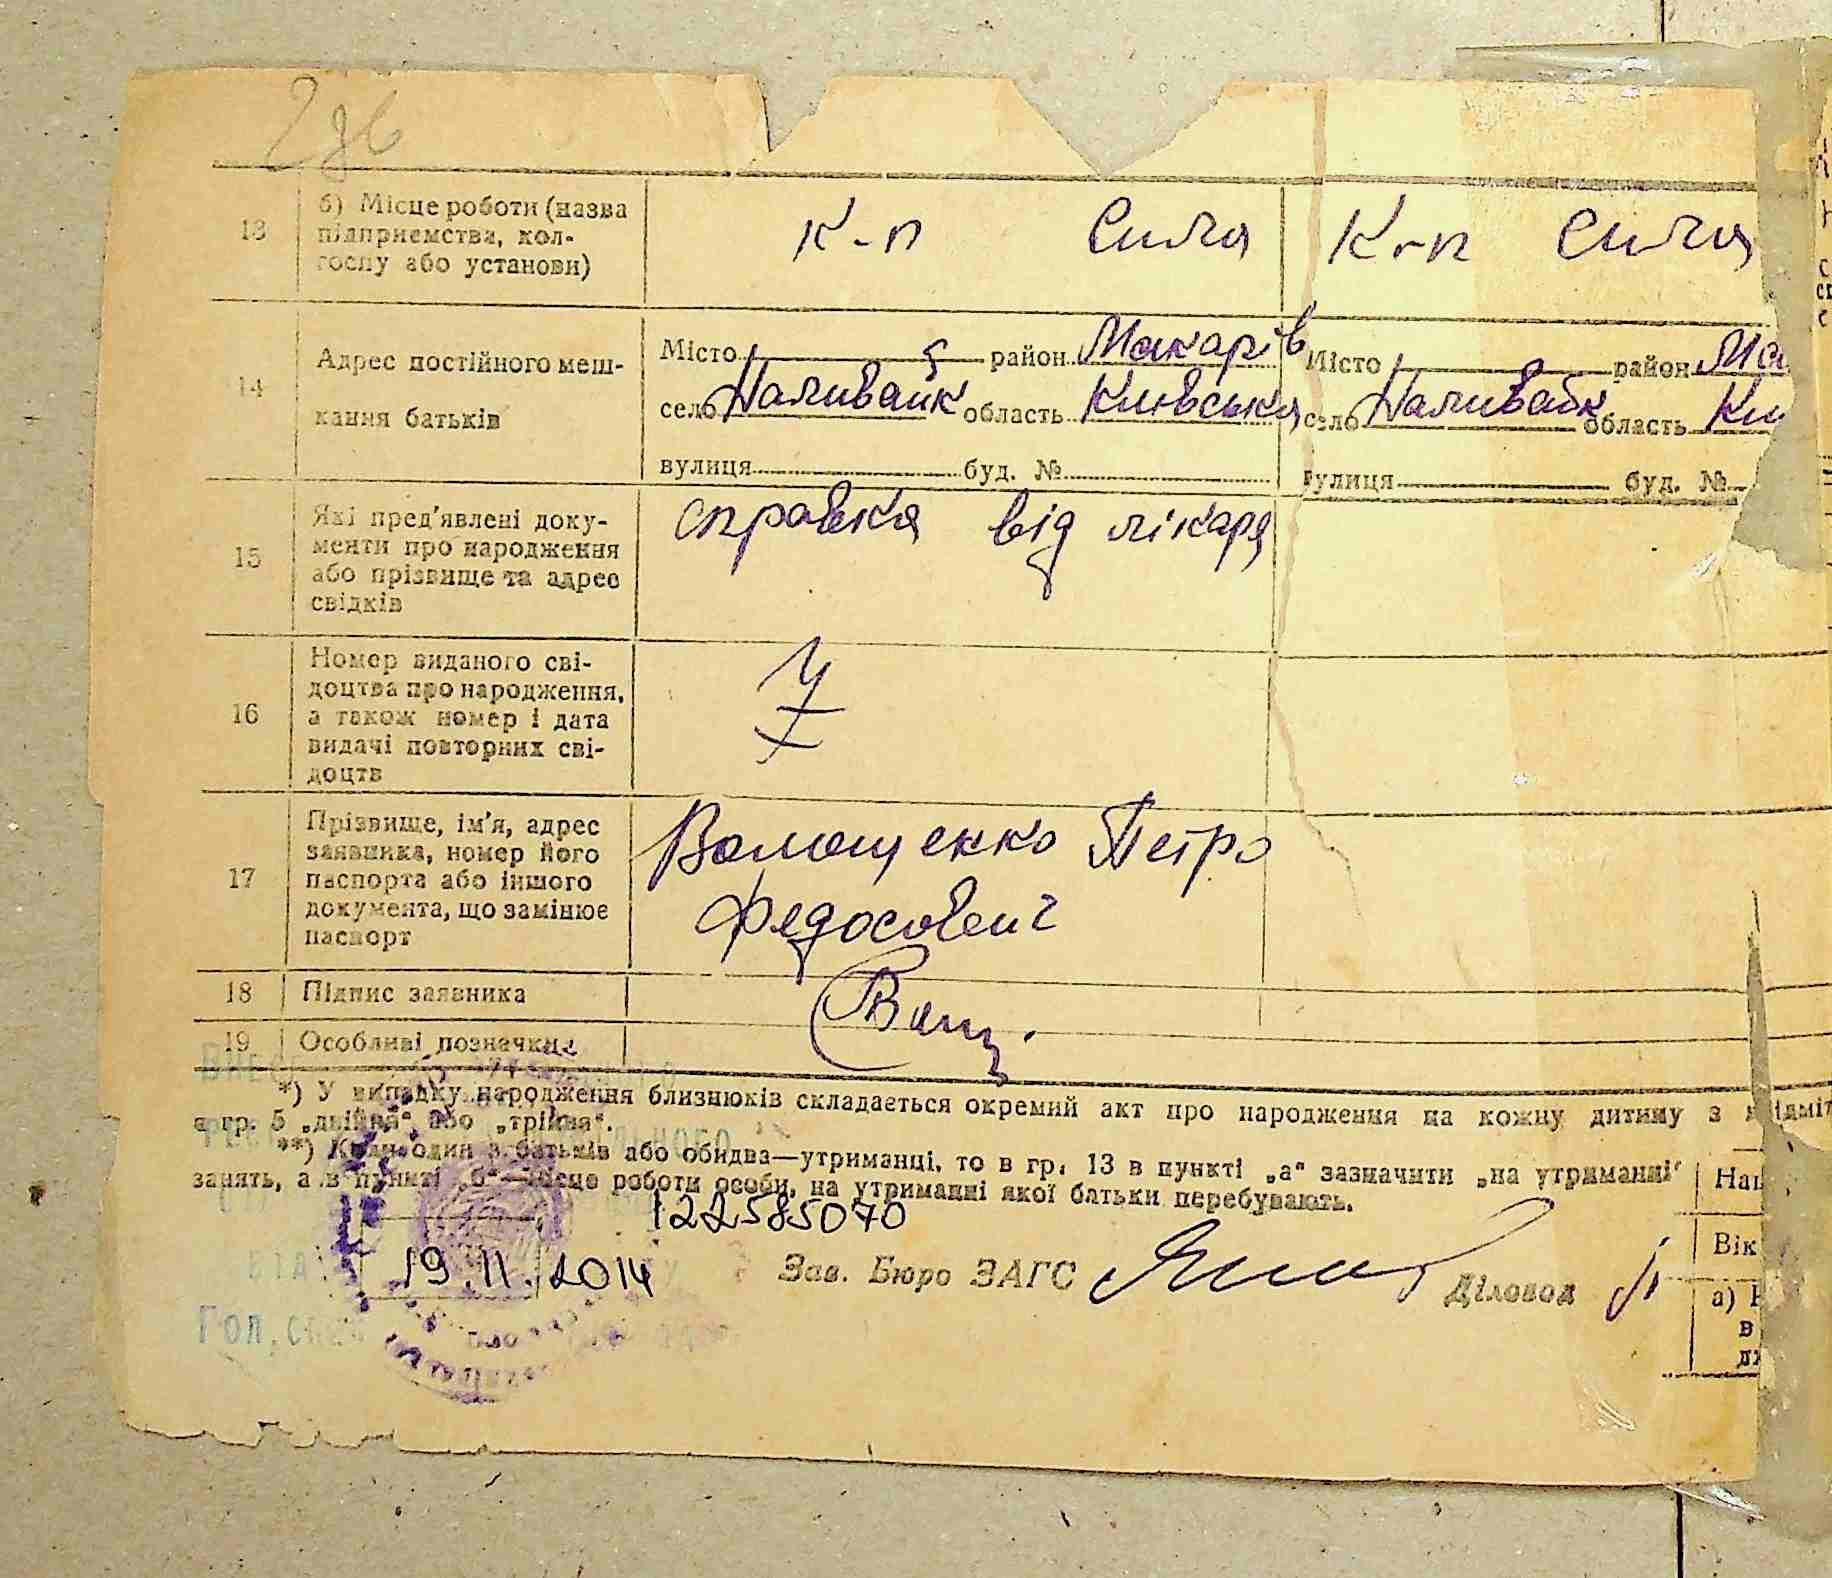 286
13 б) Місце роботи (назва підприємства, кол-госпу або установи) К-п Сила К-п Сила
14 Адрес постійного меш-кання батьків
Місто район Макарів Місто район Ма
село Наливайк область Київська село Наливайк область Ки
вулиця буд. № вулиця буд. №
15 Які пред'явлені доку-
менти про народження
або прізвище та адрес
свідків
справка від лікаря
16 Номер виданого сві-
доцтва про народження,
а також номер і дата
видачі повторних сві-
доцтв
17 Прізвище, ім'я, адрес
заявника, номер його
паспорта або іншого
документа, що замінює
паспорт
Волощенко Петро
Федосович
18 Підпис заявника
19 Особливі позначки
*) У випадку народження близнюків складається окремий акт про народження на кожну дитину з відміт
в гр. 5 „двійня" або „трійня".
**) Коли один з батьків або обидва—утриманці, то в гр. 13 в пункті „а" зазначити „на утриманні"
занять, а в пункті „б"—місце роботи особи, на утриманні якої батьки перебувають.
122585070
19.11.2014
Зав. Бюро ЗАГС Діловод
Вік
а)